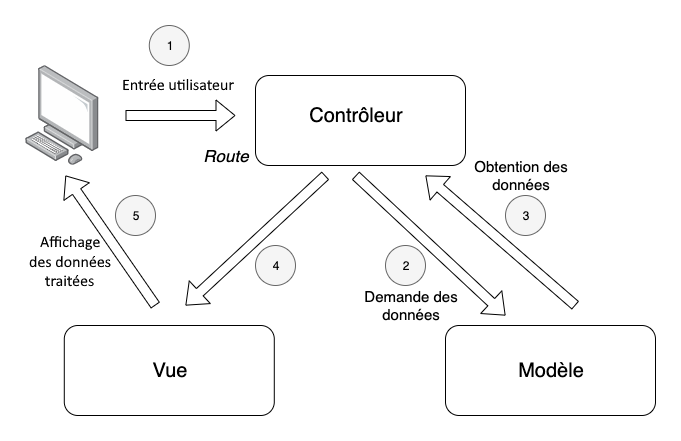 1
Entrée utilisateur
Contrôleur
Route
Obtention des
données
3
5
Affichage
des données
traitées
4
2
Demande des
données
Vue
Modèle